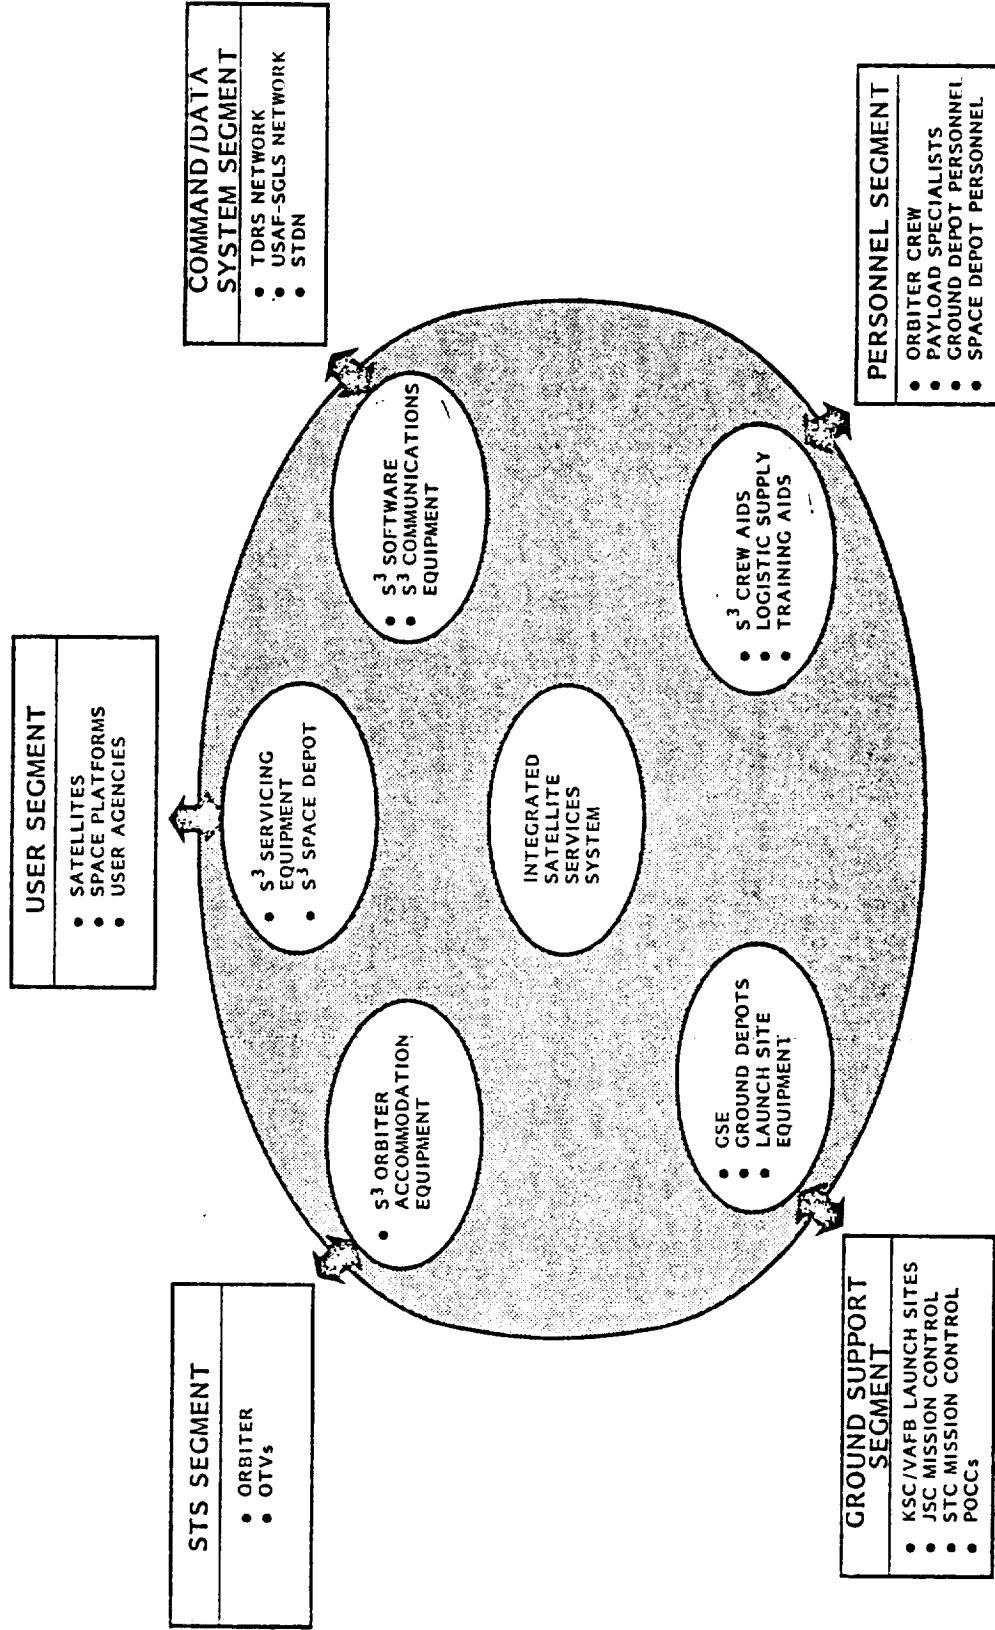 USER SEGMENT
• SATELLITES
• SPACE PLATFORMS
• USER AGENCIES
STS SEGMENT
• ORBITER
• OTVs
COMMAND/DATA
SYSTEM SEGMENT
• TDRS NETWORK
• USAF-SGLS NETWORK
• STDN
• S³ SERVICING
EQUIPMENT
• S³ SPACE DEPOT
• S³ ORBITER
ACCOMMODATION
EQUIPMENT
• S³ SOFTWARE
• S³ COMMUNICATIONS
EQUIPMENT
INTEGRATED
SATELLITE
SERVICES
SYSTEM
• GSE
• GROUND DEPOTS
• LAUNCH SITE
EQUIPMENT
• S³ CREW AIDS
• LOGISTIC SUPPLY
• TRAINING AIDS
GROUND SUPPORT
SEGMENT
• KSC/VAFB LAUNCH SITES
• JSC MISSION CONTROL
• STC MISSION CONTROL
• POCCs
PERSONNEL SEGMENT
• ORBITER CREW
• PAYLOAD SPECIALISTS
• GROUND DEPOT PERSONNEL
• SPACE DEPOT PERSONNEL